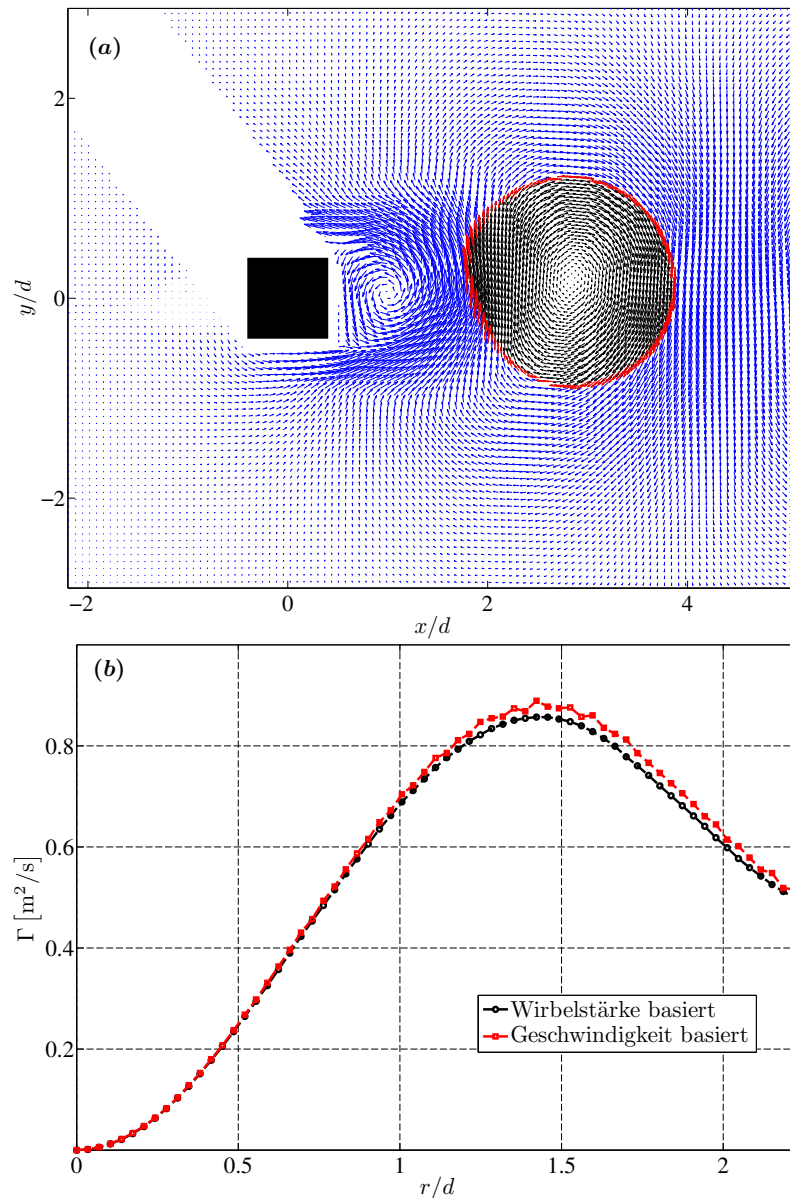 (a)
2
0
−2
y/d
−2
0
2
4
x/d
(b)
0.8
0.6
0.4
0.2
Γ [m²/s]
Wirbelstärke basiert
Geschwindigkeit basiert
0
0.5
1
1.5
2
r/d